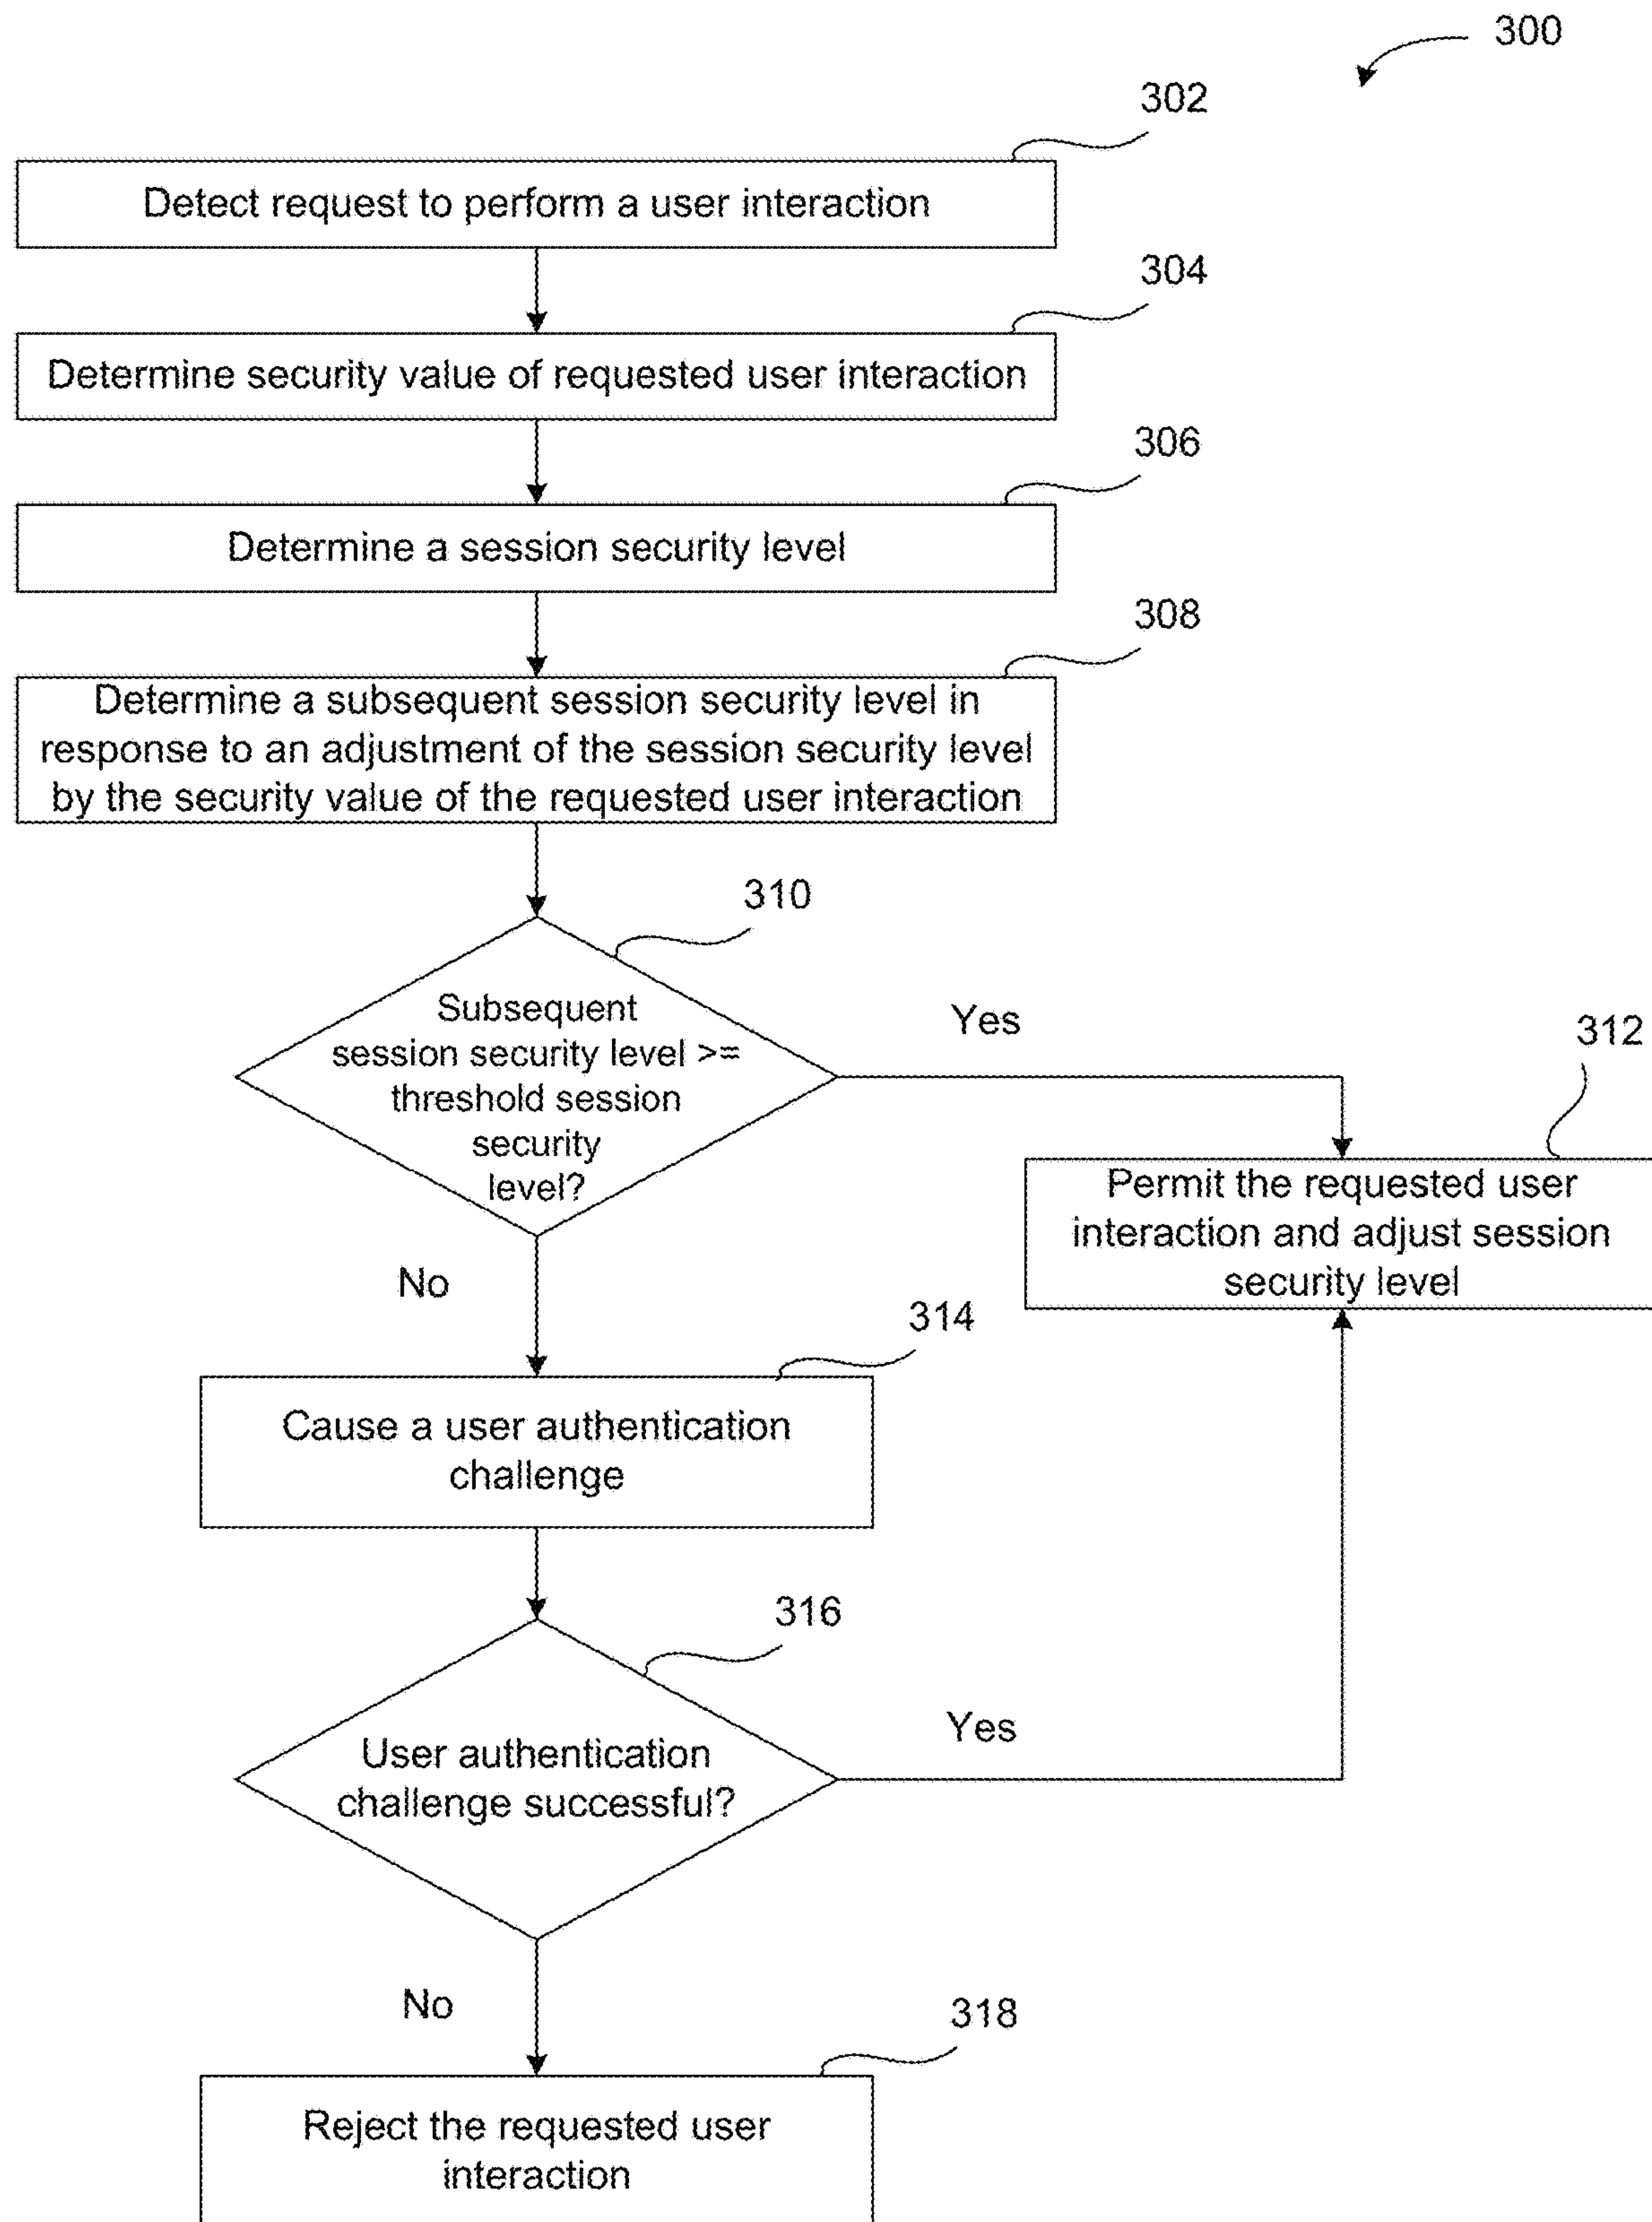 300
302
Detect request to perform a user interaction
304
Determine security value of requested user interaction
306
Determine a session security level
308
Determine a subsequent session security level in
response to an adjustment of the session security level
by the security value of the requested user interaction
310
Subsequent
session security level >=
threshold session
security
level?
Yes
312
Permit the requested user
interaction and adjust session
security level
No
314
Cause a user authentication
challenge
316
User authentication
challenge successful?
Yes
No
318
Reject the requested user
interaction